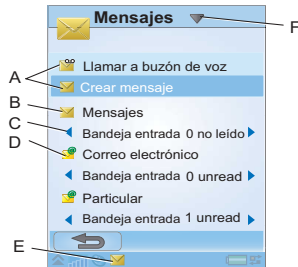 Mensajes
F
Llamar a buzón de voz
A
Crear mensaje
B
Mensajes
C
Bandeja entrada 0 no leído
D
Correo electrónico
Bandeja entrada 0 unread
Particular
Bandeja entrada 1 unread
E